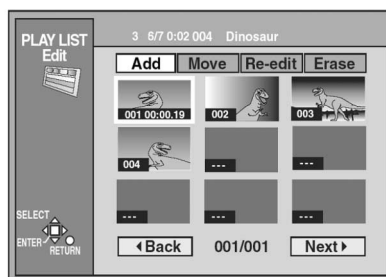 PLAY LIST
Edit
3 6/7 0:02 004 Dinosaur
Add Move Re-edit Erase
001 00:00.19 002 003
004 --- ---
--- --- ---
SELECT
ENTER RETURN
Back 001/001 Next